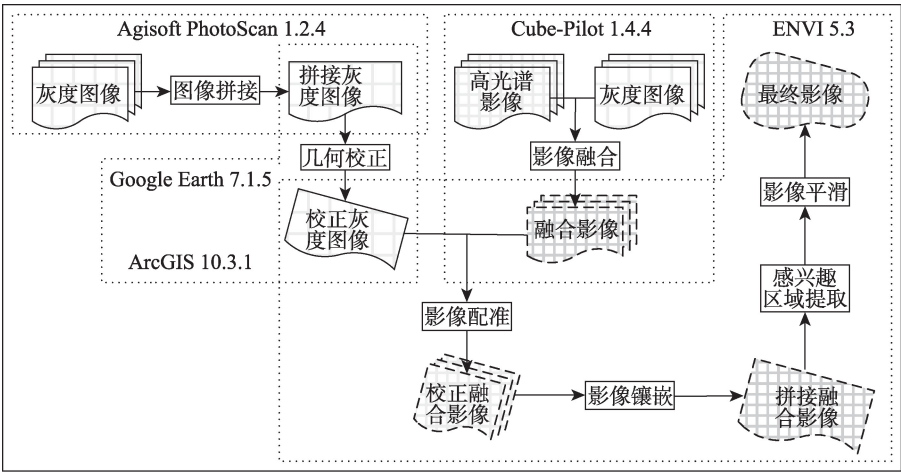 Agisoft PhotoScan 1.2.4
Cube-Pilot 1.4.4
ENVI 5.3
灰度图像
图像拼接
拼接灰
度图像
高光谱
影像
灰度图像
最终影像
几何校正
影像融合
Google Earth 7.1.5
影像平滑
校正灰
度图像
融合影像
ArcGIS 10.3.1
感兴趣
区域提取
影像配准
校正融
合影像
影像镶嵌
拼接融
合影像